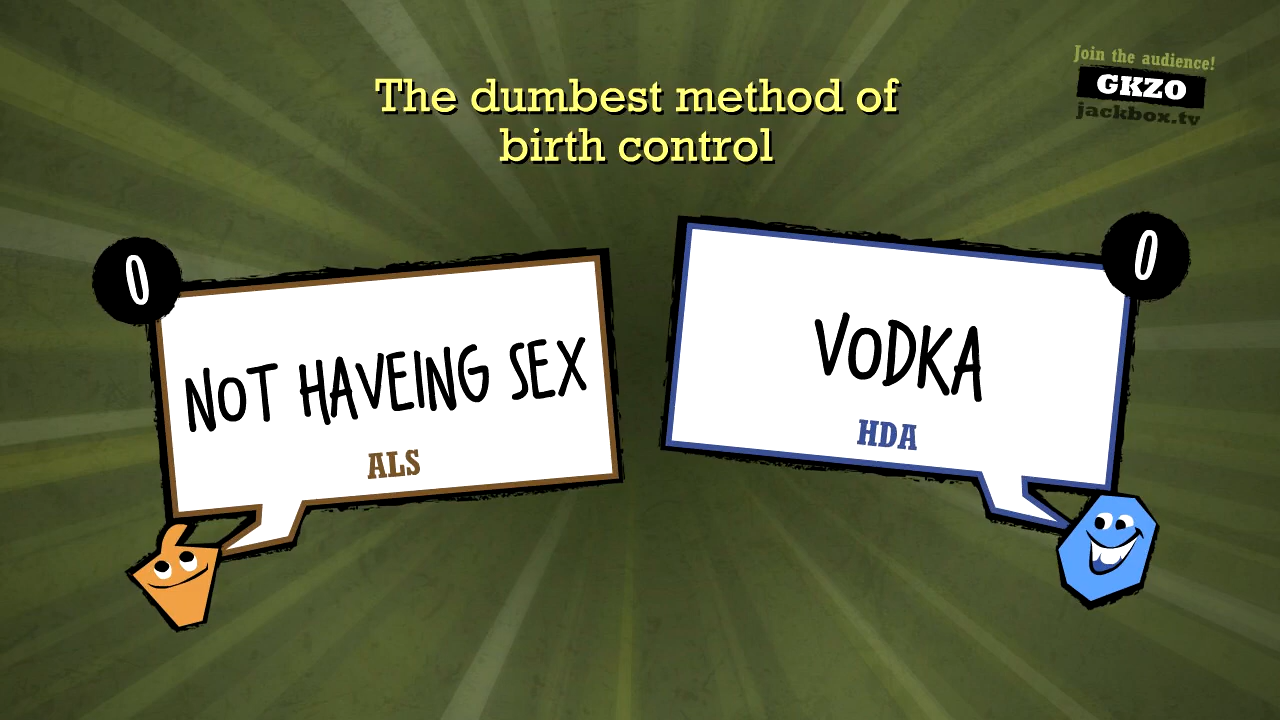 Join the audience!
GKZO
jackbox.tv
The dumbest method of
birth control
0
NOT HAVEING SEX
ALS
0
VODKA
HDA